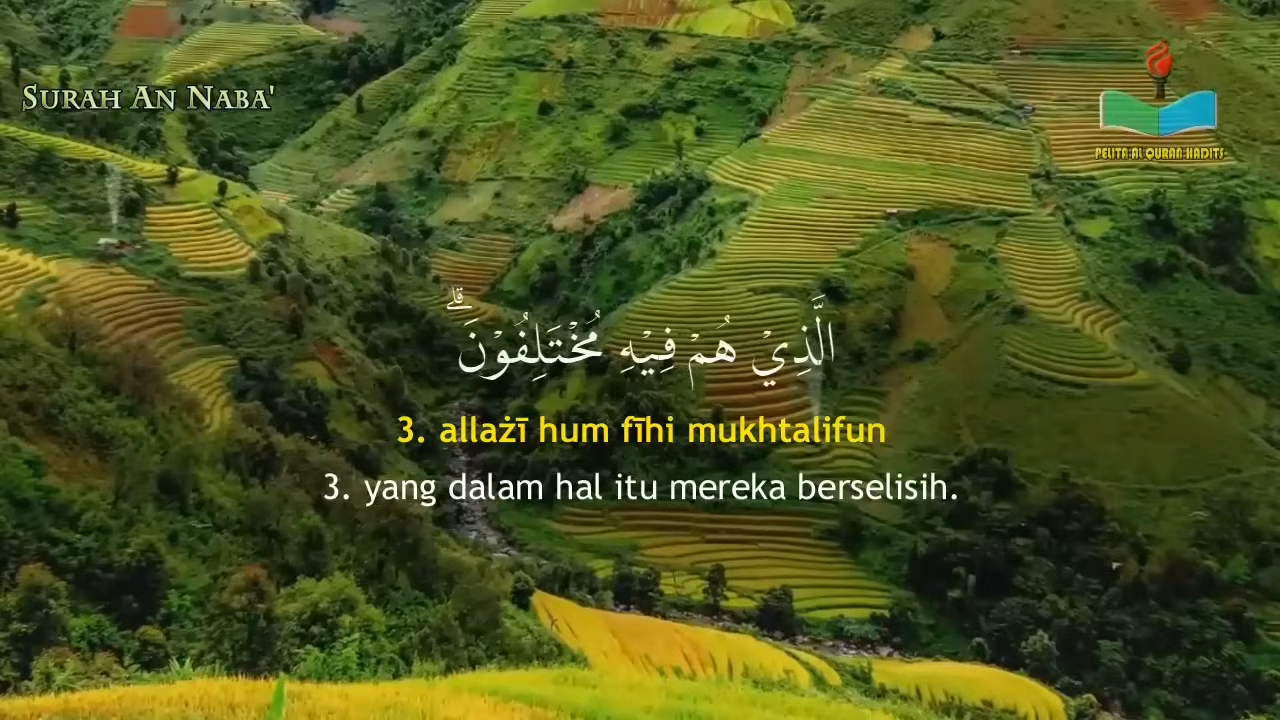 SURAH AN NABA'
PELITA AL QURAN HADITS
الَّذِيْ هُمْ فِيْهِ مُخْتَلِفُوْنَۗ
3. allażī hum fīhi mukhtalifun
3. yang dalam hal itu mereka berselisih.